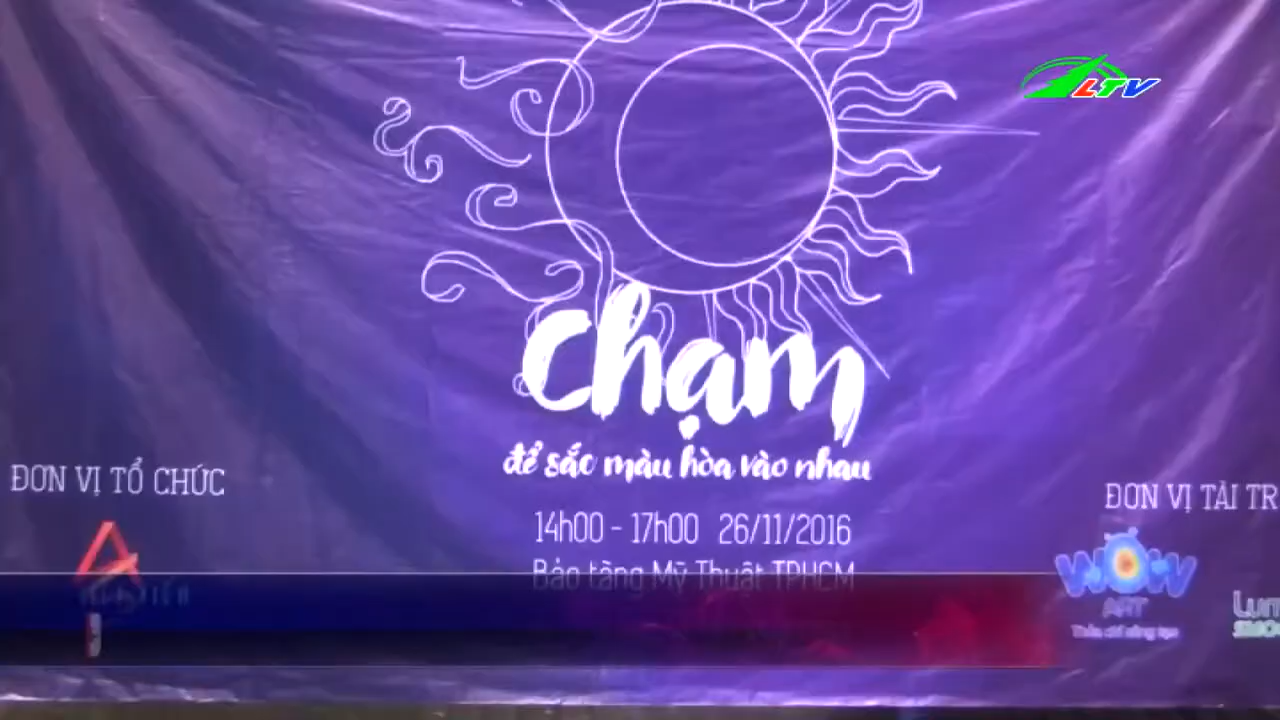 LTV
Chạm
để sắc màu hòa vào nhau
ĐƠN VỊ TỔ CHỨC
ĐƠN VỊ TÀI TR
14h00 - 17h00 26/11/2016
Bảo tàng Mỹ Thuật TPHCM
WOW
ART